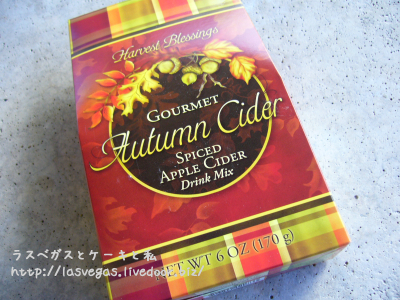 Harvest Blessings
GOURMET
Autumn Cider
SPICED
APPLE CIDER
Drink Mix
NET WT 6 OZ (170 g)
ラスベガスとケーキと私
http://lasvegas.livedoor.biz/